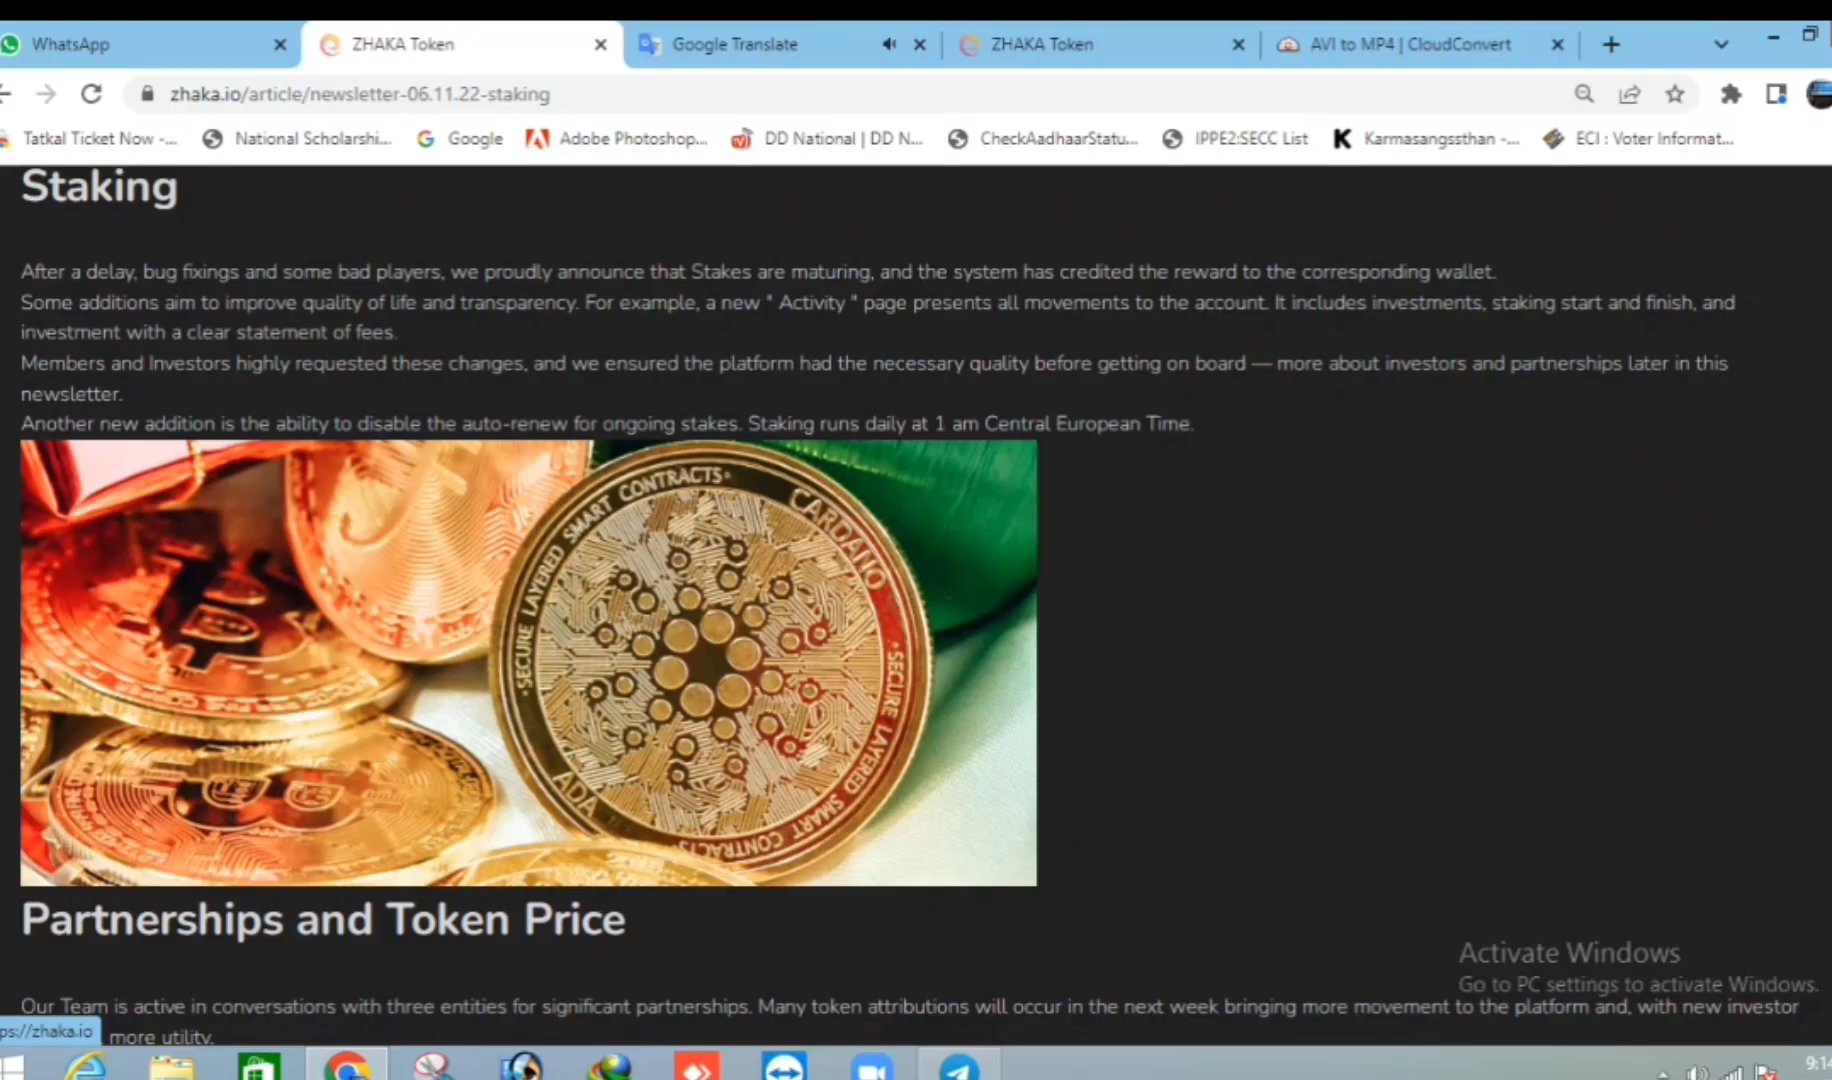 WhatsApp
ZHAKA Token
Google Translate
ZHAKA Token
AVI to MP4 | CloudConvert
zhaka.io/article/newsletter-06.11.22-staking
Tatkal Ticket Now -...
National Scholarshi...
Google
Adobe Photoshop...
DD National | DD N...
CheckAadhaarStatu...
IPPE2:SECC List
Karmasangssthan -...
ECI : Voter Informat...
Staking
After a delay, bug fixings and some bad players, we proudly announce that Stakes are maturing, and the system has credited the reward to the corresponding wallet.
Some additions aim to improve quality of life and transparency. For example, a new " Activity " page presents all movements to the account. It includes investments, staking start and finish, and
investment with a clear statement of fees.
Members and Investors highly requested these changes, and we ensured the platform had the necessary quality before getting on board — more about investors and partnerships later in this
newsletter.
Another new addition is the ability to disable the auto-renew for ongoing stakes. Staking runs daily at 1 am Central European Time.
SECURE LAYERED SMART CONTRACTS
CARDANO
SECURE LAYERED SMART CONTRACTS
ADA
Partnerships and Token Price
Activate Windows
Go to PC settings to activate Windows.
Our Team is active in conversations with three entities for significant partnerships. Many token attributions will occur in the next week bringing more movement to the platform and, with new investor
ps://zhaka.io
more utility.